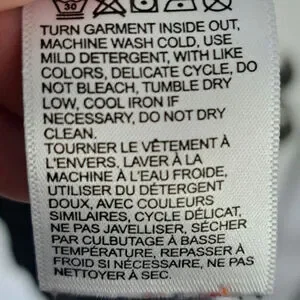 30
TURN GARMENT INSIDE OUT,
MACHINE WASH COLD, USE
MILD DETERGENT, WITH LIKE
COLORS, DELICATE CYCLE, DO
NOT BLEACH, TUMBLE DRY
LOW, COOL IRON IF
NECESSARY, DO NOT DRY
CLEAN.
TOURNER LE VÊTEMENT À
L'ENVERS, LAVER À LA
MACHINE À L'EAU FROIDE,
UTILISER DU DÉTERGENT
DOUX, AVEC COULEURS
SIMILAIRES, CYCLE DÉLICAT,
NE PAS JAVELLISER, SÉCHER
PAR CULBUTAGE À BASSE
TEMPÉRATURE, REPASSER À
FROID SI NÉCESSAIRE, NE PAS
NETTOYER À SEC.